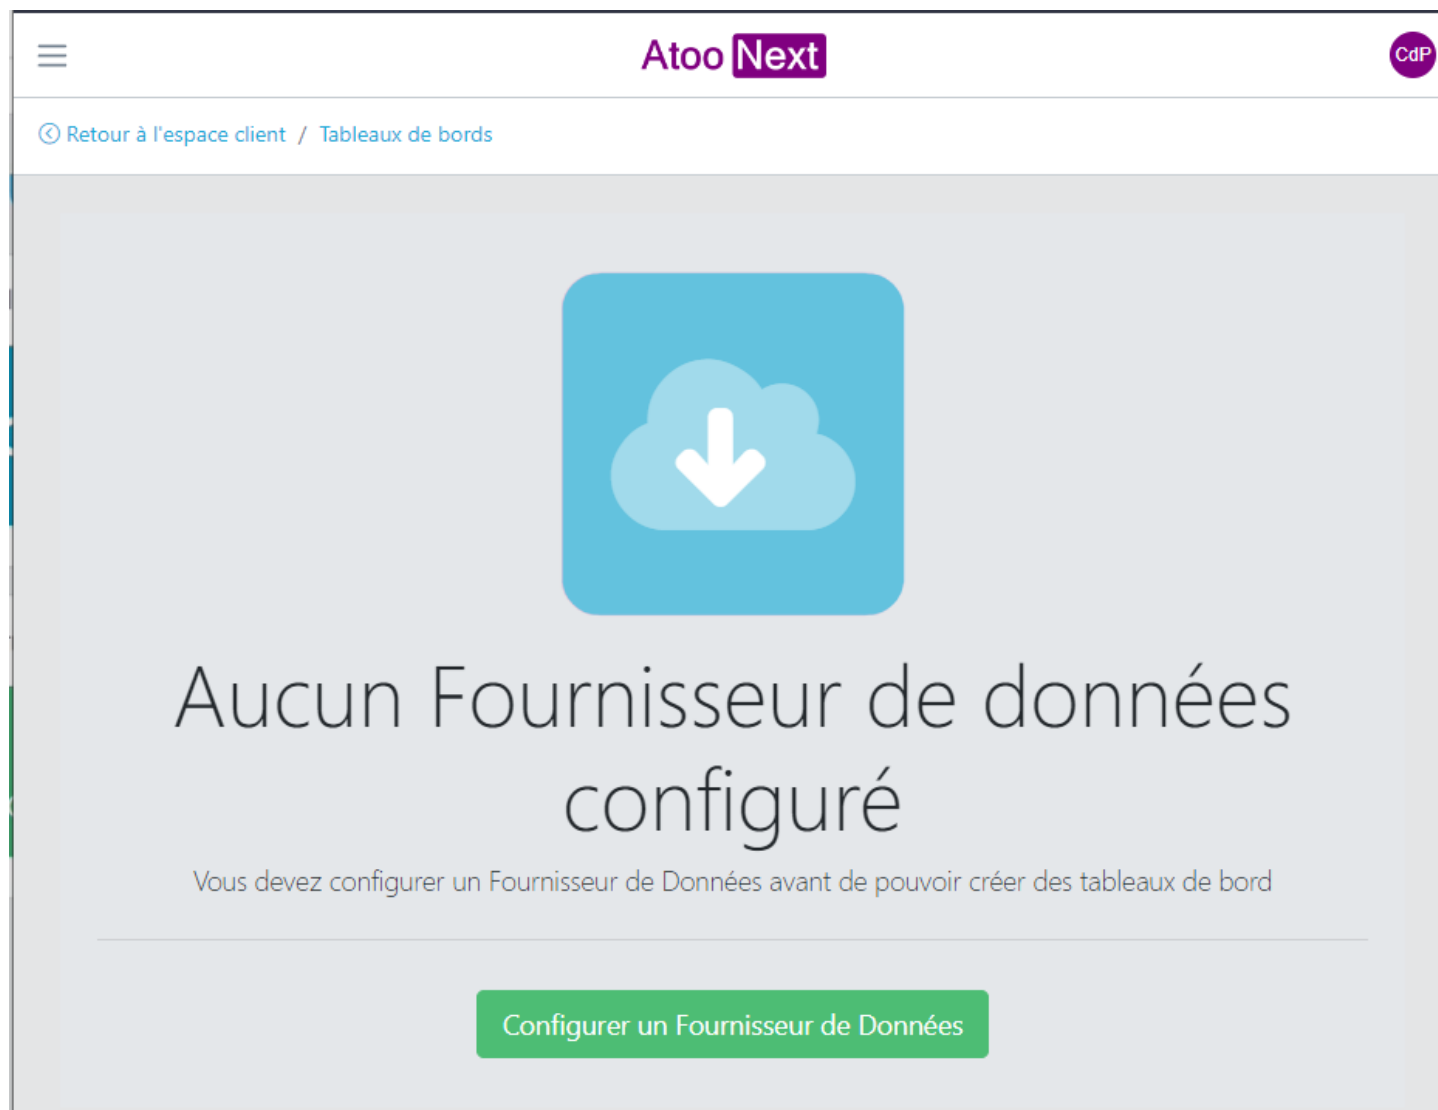 Atoo Next
CdP
Retour à l'espace client / Tableaux de bords
Aucun Fournisseur de données
configuré
Vous devez configurer un Fournisseur de Données avant de pouvoir créer des tableaux de bord
Configurer un Fournisseur de Données